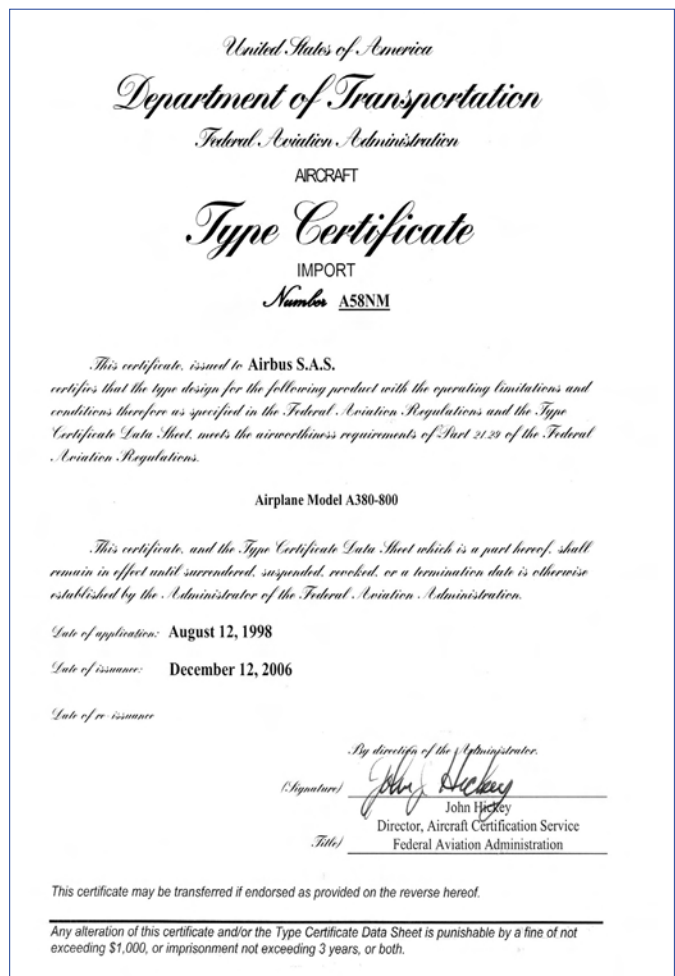 United States of America
Department of Transportation
Federal Aviation Administration
AIRCRAFT
Type Certificate
IMPORT
Number A58NM
This certificate, issued to Airbus S.A.S.
certifies that the type design for the following product with the operating limitations and
conditions therefore as specified in the Federal Aviation Regulations and the Type
Certificate Data Sheet, meets the airworthiness requirements of Part 21.29 of the Federal
Aviation Regulations.
Airplane Model A380-800
This certificate, and the Type Certificate Data Sheet which is a part hereof, shall
remain in effect until surrendered, suspended, revoked, or a termination date is otherwise
established by the Administrator of the Federal Aviation Administration.
Date of application: August 12, 1998
Date of issuance: December 12, 2006
Date of re-issuance
By direction of the Administrator.
(Signature) John J Hickey
John Hickey
Director, Aircraft Certification Service
Title) Federal Aviation Administration
This certificate may be transferred if endorsed as provided on the reverse hereof.
Any alteration of this certificate and/or the Type Certificate Data Sheet is punishable by a fine of not
exceeding $1,000, or imprisonment not exceeding 3 years, or both.